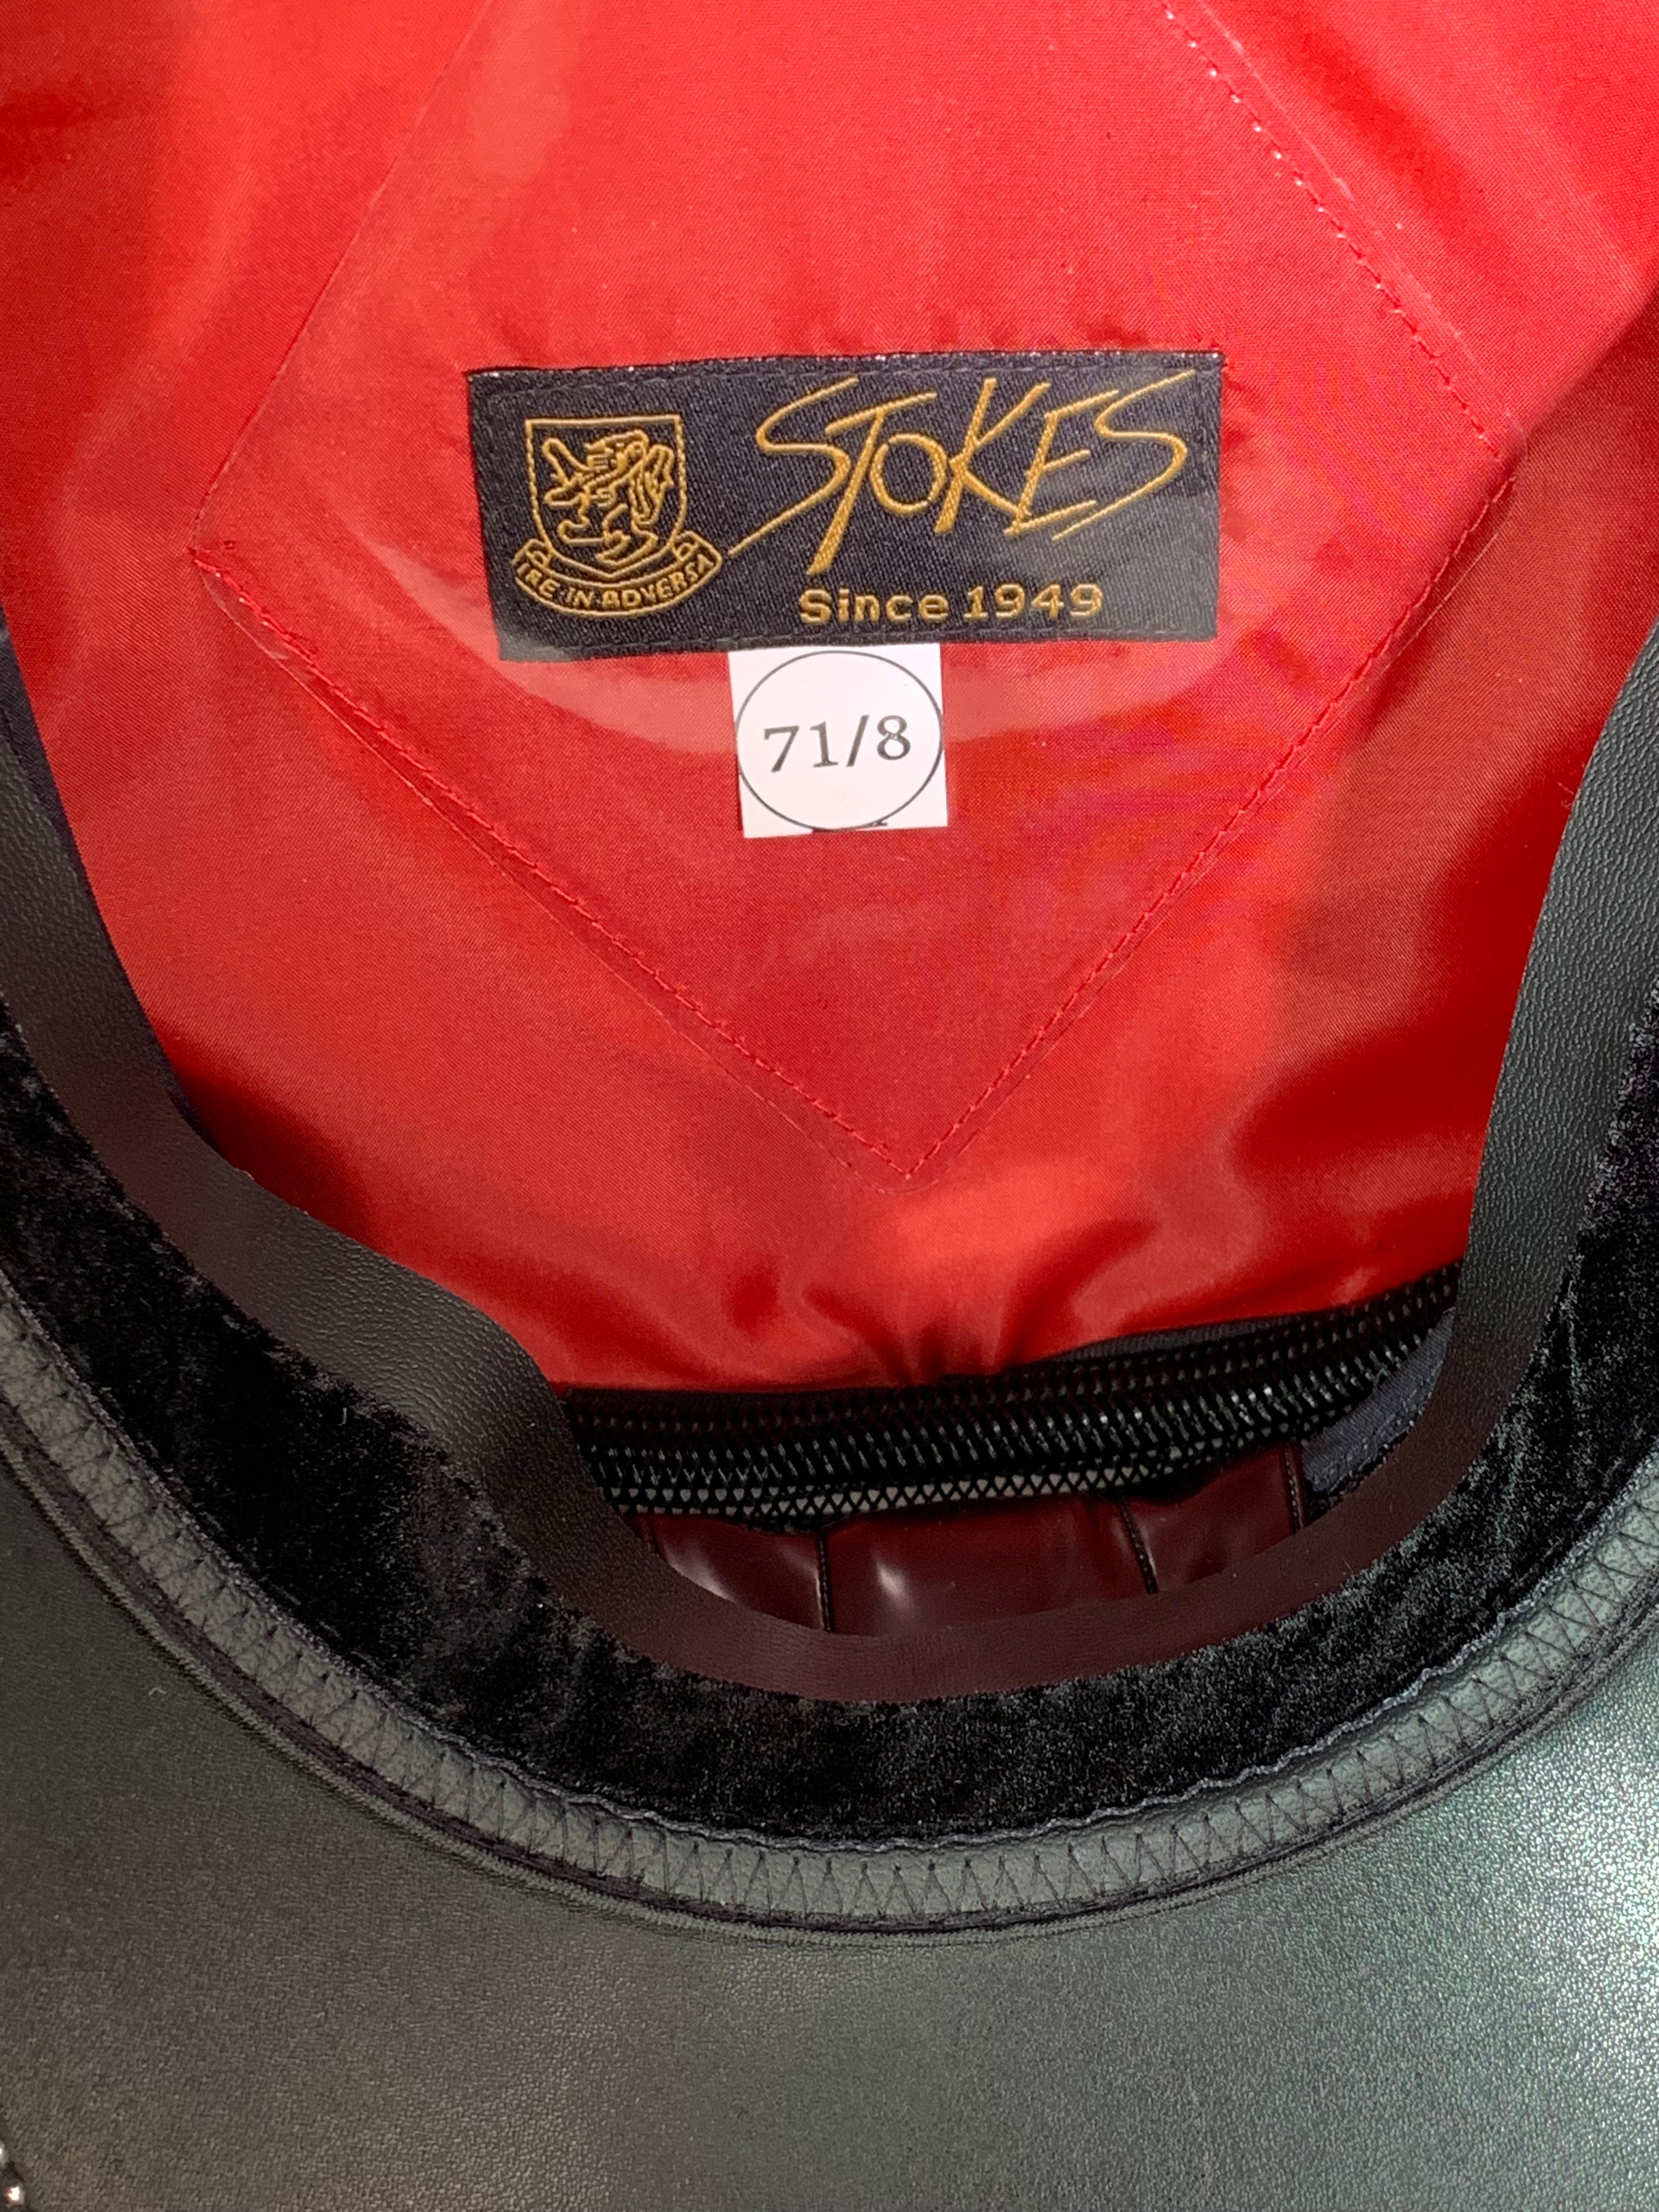 STOKES
IRE·IN·ADVERSA
Since 1949
71/8